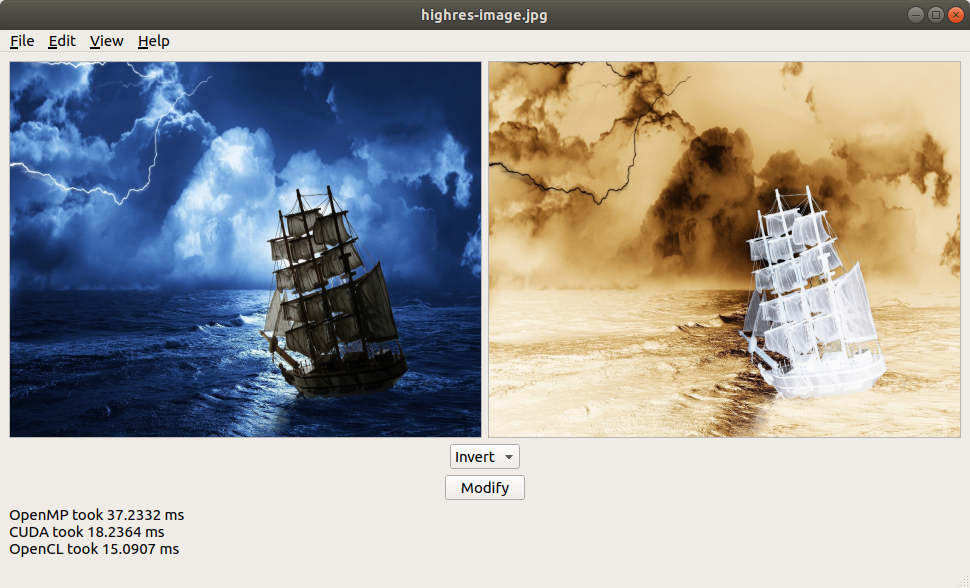 highres-image.jpg
File Edit View Help
Invert
Modify
OpenMP took 37.2332 ms
CUDA took 18.2364 ms
OpenCL took 15.0907 ms